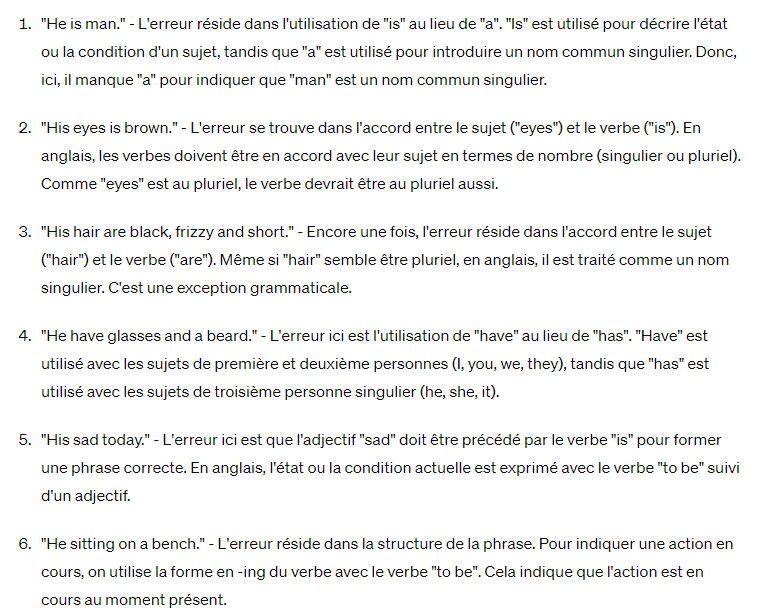 1. "He is man." - L'erreur réside dans l'utilisation de "is" au lieu de "a". "Is" est utilisé pour décrire l'état
ou la condition d'un sujet, tandis que "a" est utilisé pour introduire un nom commun singulier. Donc,
ici, il manque "a" pour indiquer que "man" est un nom commun singulier.
2. "His eyes is brown." - L'erreur se trouve dans l'accord entre le sujet ("eyes") et le verbe ("is"). En
anglais, les verbes doivent être en accord avec leur sujet en termes de nombre (singulier ou pluriel).
Comme "eyes" est au pluriel, le verbe devrait être au pluriel aussi.
3. "His hair are black, frizzy and short." - Encore une fois, l'erreur réside dans l'accord entre le sujet
("hair") et le verbe ("are"). Même si "hair" semble être pluriel, en anglais, il est traité comme un nom
singulier. C'est une exception grammaticale.
4. "He have glasses and a beard." - L'erreur ici est l'utilisation de "have" au lieu de "has". "Have" est
utilisé avec les sujets de première et deuxième personnes (I, you, we, they), tandis que "has" est
utilisé avec les sujets de troisième personne singulier (he, she, it).
5. "His sad today." - L'erreur ici est que l'adjectif "sad" doit être précédé par le verbe "is" pour former
une phrase correcte. En anglais, l'état ou la condition actuelle est exprimé avec le verbe "to be" suivi
d'un adjectif.
6. "He sitting on a bench." - L'erreur réside dans la structure de la phrase. Pour indiquer une action en
cours, on utilise la forme en -ing du verbe avec le verbe "to be". Cela indique que l'action est en
cours au moment présent.